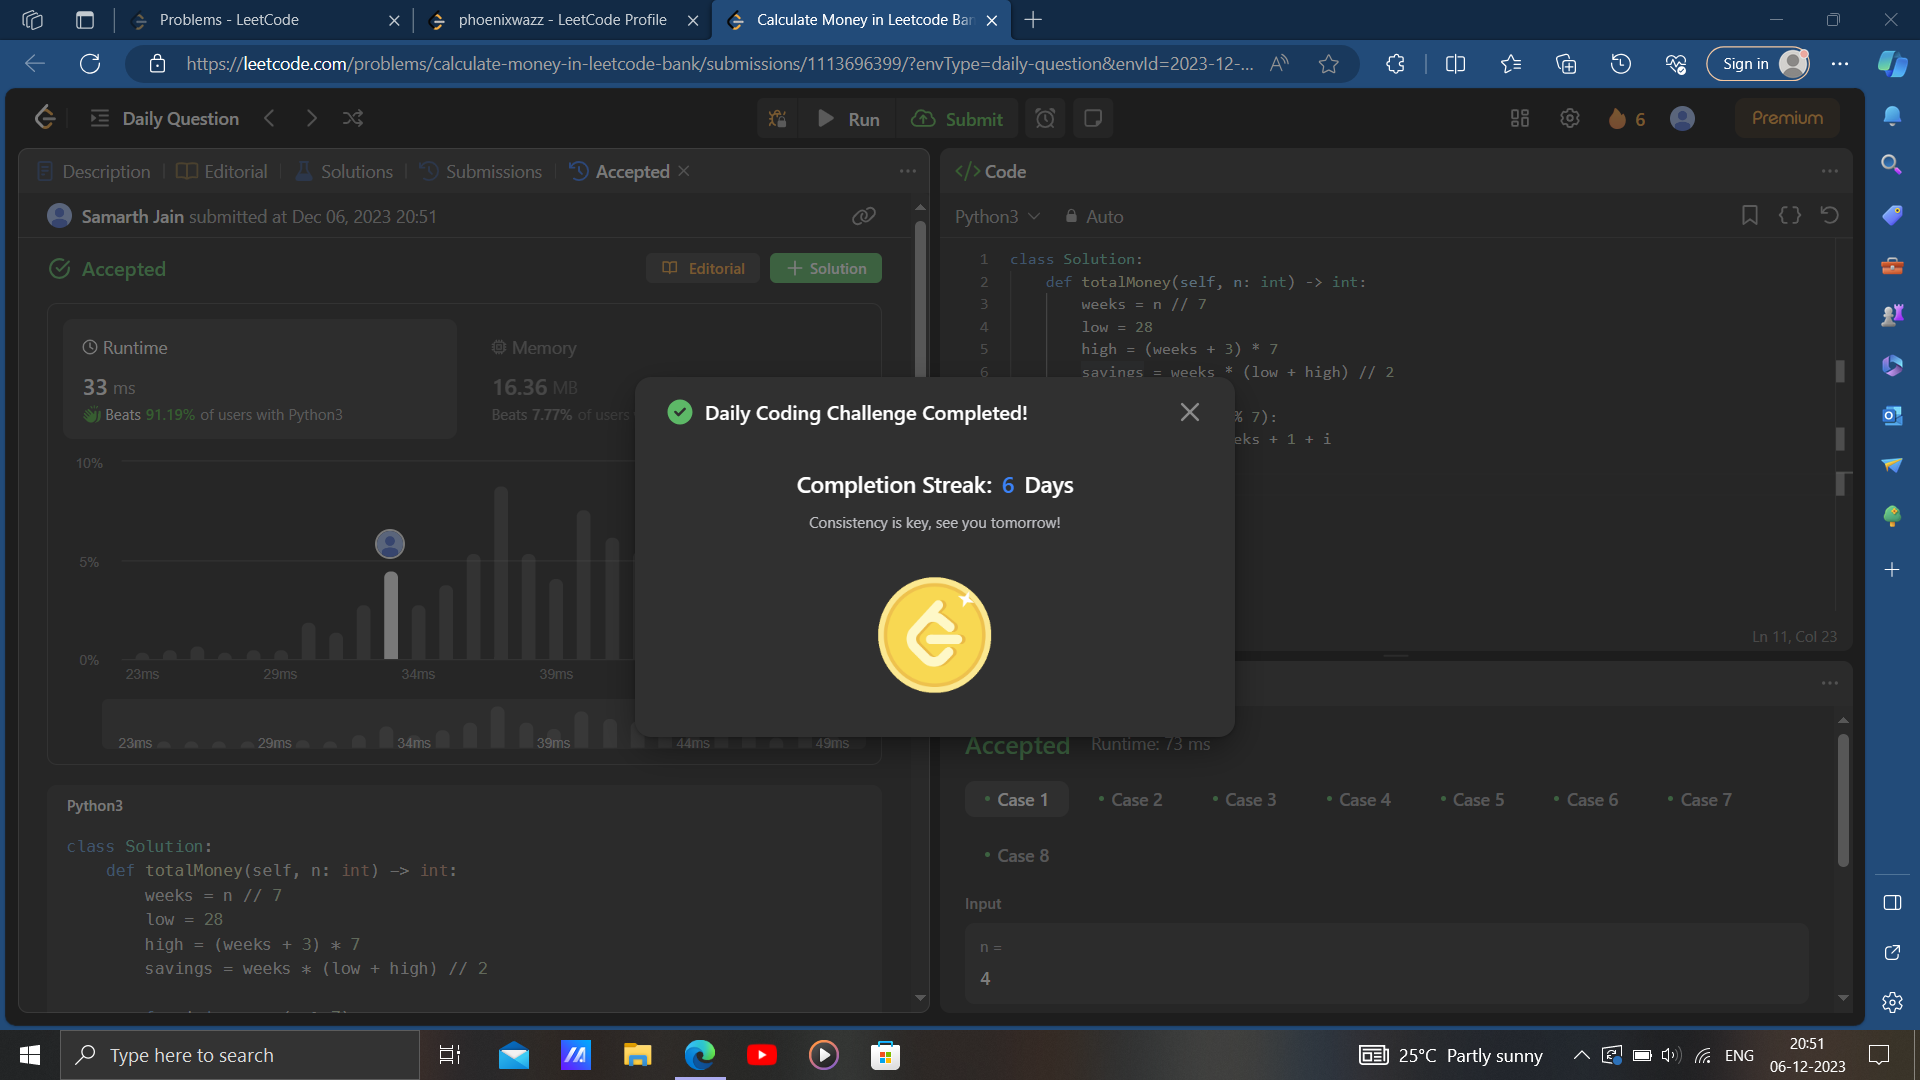 Problems - LeetCode
phoenixwazz - LeetCode Profile
Calculate Money in Leetcode Ban
https://leetcode.com/problems/calculate-money-in-leetcode-bank/submissions/1113696399/?envType=daily-question&envId=2023-12-...
Sign in
Daily Question
Run
Submit
6
Premium
Description
Editorial
Solutions
Submissions
Accepted
</> Code
Samarth Jain submitted at Dec 06, 2023 20:51
Python3
Auto
Accepted
Editorial
+ Solution
Runtime
33 ms
Beats 91.19% of users with Python3
Memory
16.36 MB
Beats 7.77% of users
10%
5%
0%
23ms 29ms 34ms 39ms
23ms 29ms 34ms 39ms 44ms 49ms
1 class Solution:
2 def totalMoney(self, n: int) -> int:
3 weeks = n // 7
4 low = 28
5 high = (weeks + 3) * 7
6 savings = weeks * (low + high) // 2
% 7):
eks + 1 + i
Ln 11, Col 23
Daily Coding Challenge Completed!
Completion Streak: 6 Days
Consistency is key, see you tomorrow!
Accepted Runtime: 73 ms
Case 1
Case 2
Case 3
Case 4
Case 5
Case 6
Case 7
Case 8
Input
n =
4
Python3
class Solution:
def totalMoney(self, n: int) -> int:
weeks = n // 7
low = 28
high = (weeks + 3) * 7
savings = weeks * (low + high) // 2
Type here to search
25°C Partly sunny
ENG
20:51
06-12-2023